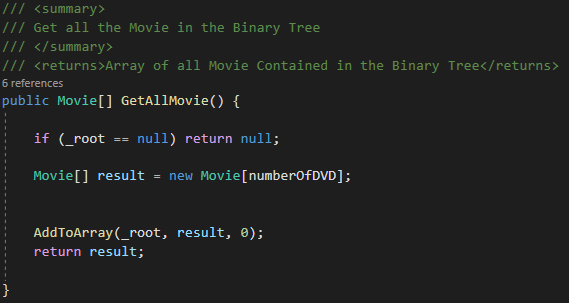 /// <summary>
/// Get all the Movie in the Binary Tree
/// </summary>
/// <returns>Array of all Movie Contained in the Binary Tree</returns>
6 references
public Movie[] GetAllMovie() {
if (_root == null) return null;
Movie[] result = new Movie[numberOfDVD];
AddToArray(_root, result, 0);
return result;
}